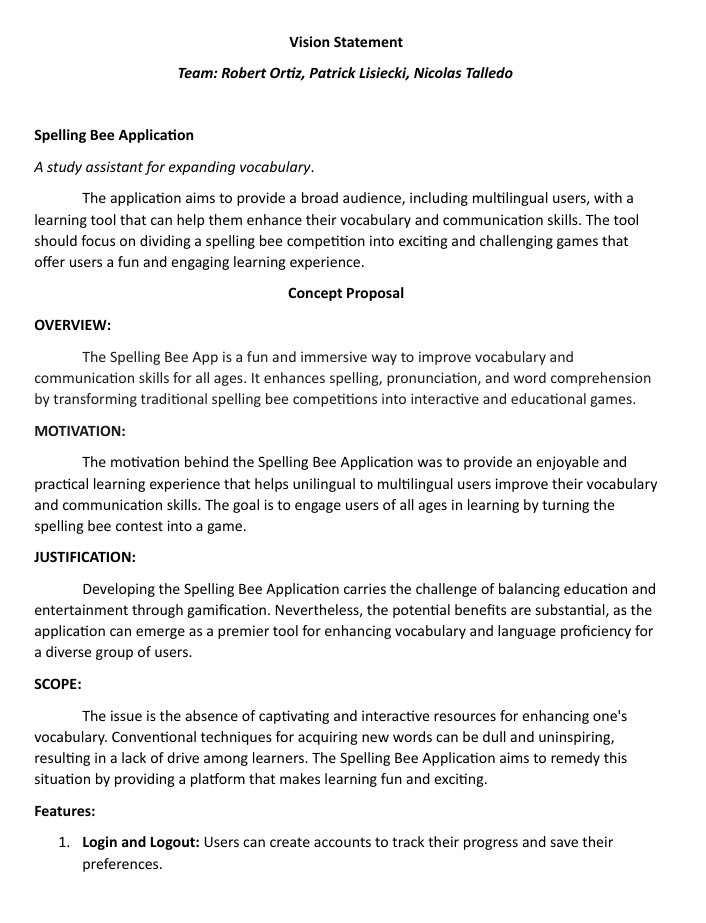 Vision Statement
Team: Robert Ortiz, Patrick Lisiecki, Nicolas Talledo
Spelling Bee Application
A study assistant for expanding vocabulary.
The application aims to provide a broad audience, including multilingual users, with a
learning tool that can help them enhance their vocabulary and communication skills. The tool
should focus on dividing a spelling bee competition into exciting and challenging games that
offer users a fun and engaging learning experience.
Concept Proposal
OVERVIEW:
The Spelling Bee App is a fun and immersive way to improve vocabulary and
communication skills for all ages. It enhances spelling, pronunciation, and word comprehension
by transforming traditional spelling bee competitions into interactive and educational games.
MOTIVATION:
The motivation behind the Spelling Bee Application was to provide an enjoyable and
practical learning experience that helps unilingual to multilingual users improve their vocabulary
and communication skills. The goal is to engage users of all ages in learning by turning the
spelling bee contest into a game.
JUSTIFICATION:
Developing the Spelling Bee Application carries the challenge of balancing education and
entertainment through gamification. Nevertheless, the potential benefits are substantial, as the
application can emerge as a premier tool for enhancing vocabulary and language proficiency for
a diverse group of users.
SCOPE:
The issue is the absence of captivating and interactive resources for enhancing one's
vocabulary. Conventional techniques for acquiring new words can be dull and uninspiring,
resulting in a lack of drive among learners. The Spelling Bee Application aims to remedy this
situation by providing a platform that makes learning fun and exciting.
Features:
1. Login and Logout: Users can create accounts to track their progress and save their
preferences.